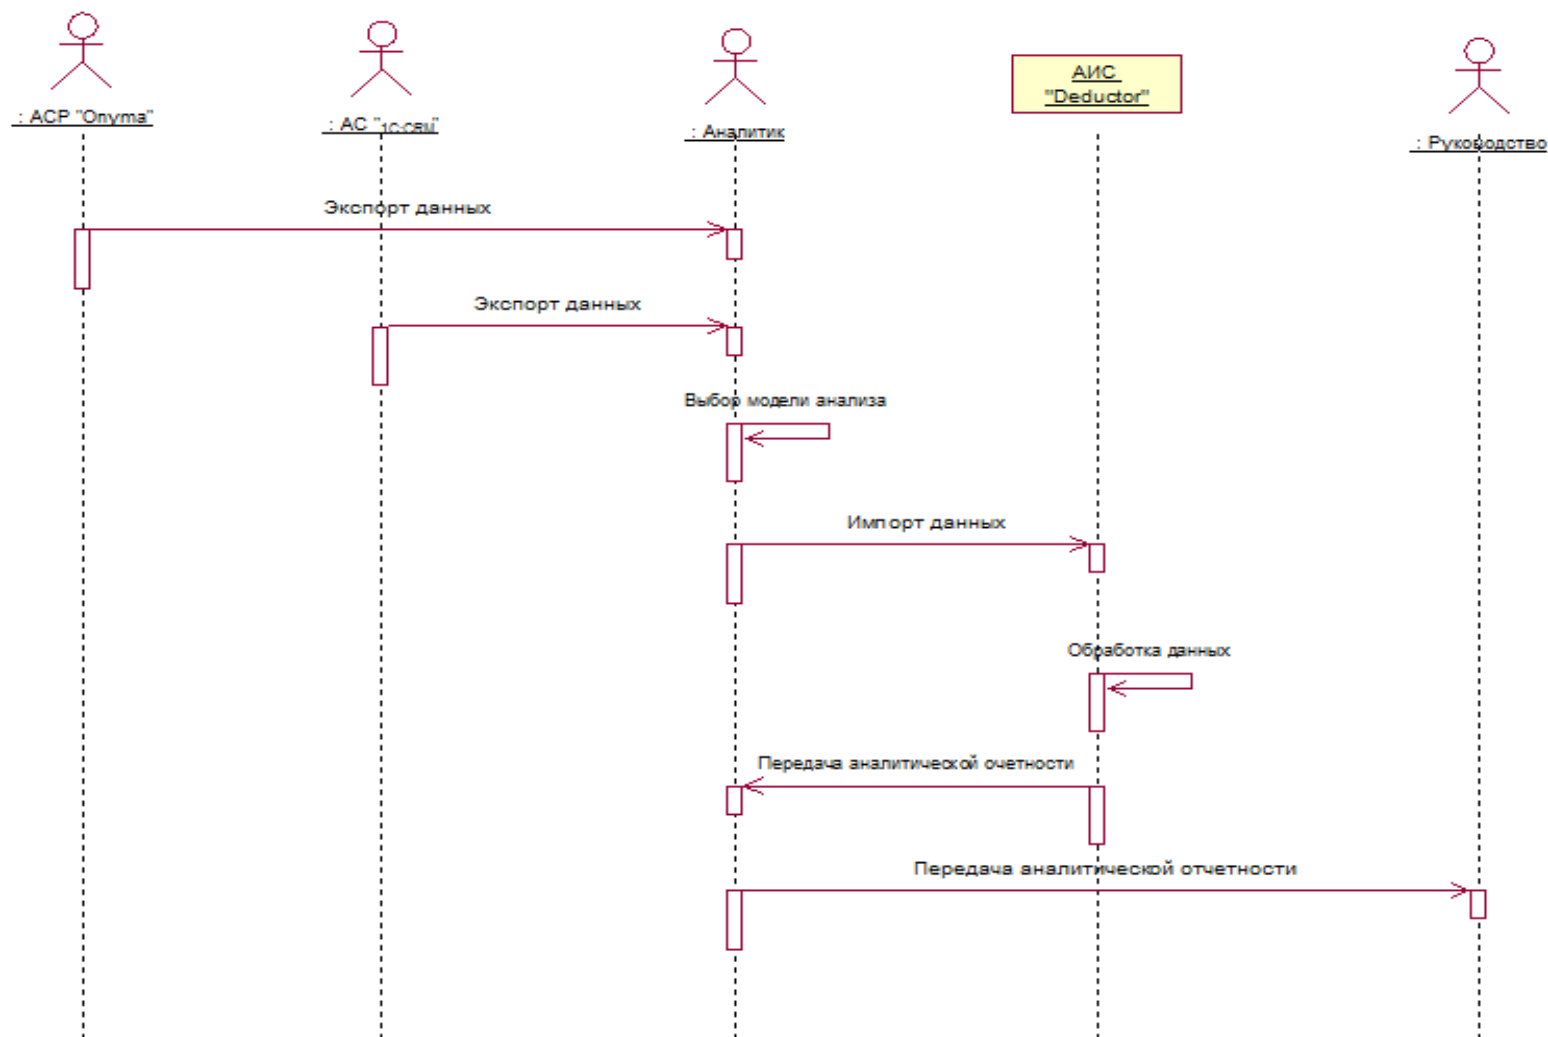 : АСР "Onyma"
: АС "1С-CRM"
: Аналитик
АИС
"Deductor"
: Руководство
Экспорт данных
Экспорт данных
Выбор модели анализа
Импорт данных
Обработка данных
Передача аналитической очетности
Передача аналитической отчетности